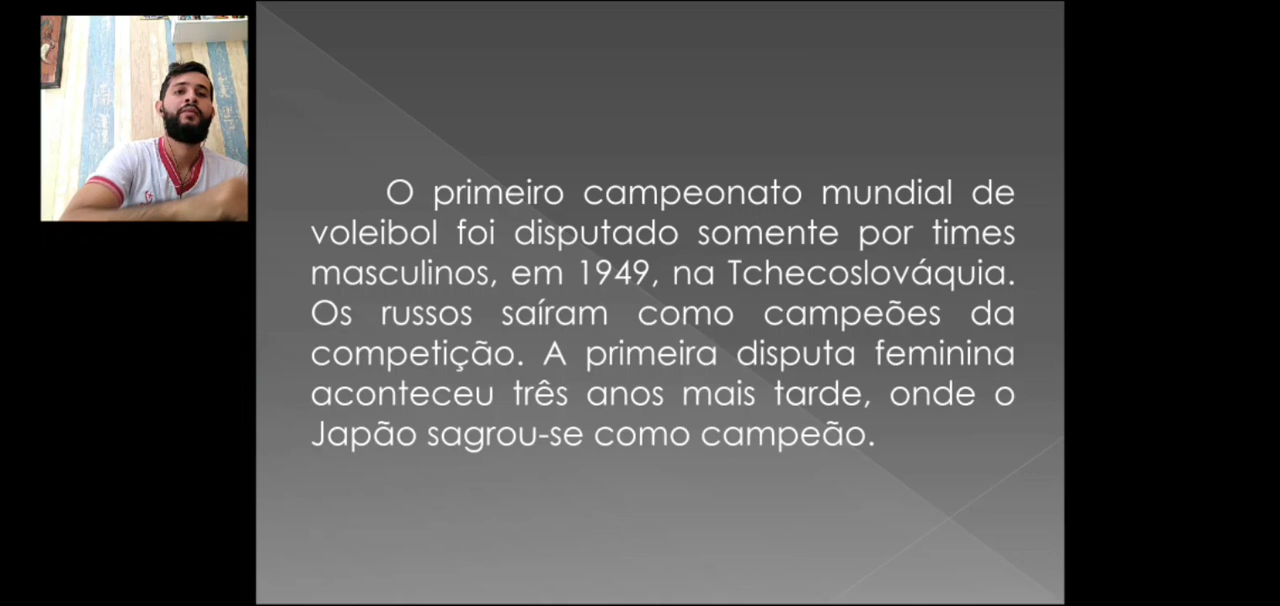 O primeiro campeonato mundial de
voleibol foi disputado somente por times
masculinos, em 1949, na Tchecoslováquia.
Os russos saíram como campeões da
competição. A primeira disputa feminina
aconteceu três anos mais tarde, onde o
Japão sagrou-se como campeão.